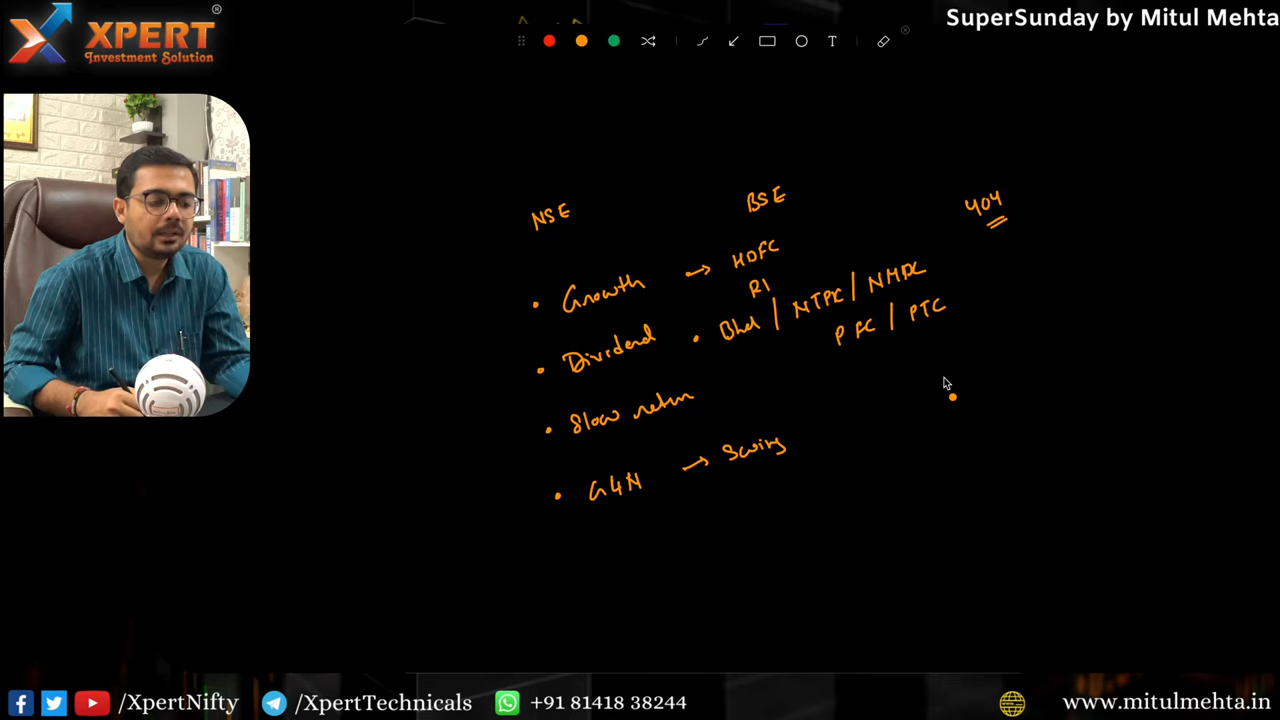 XPERT
Investment Solution
®
SuperSunday by Mitul Mehta
T
NSE
BSE
404
• Growth → HDFC
RI
• Dividend • Bhel / NTPC / NMDC
PFC / PTC
• Slow return
• G4N → Swing
/XpertNifty
/XpertTechnicals
+91 81418 38244
www.mitulmehta.in